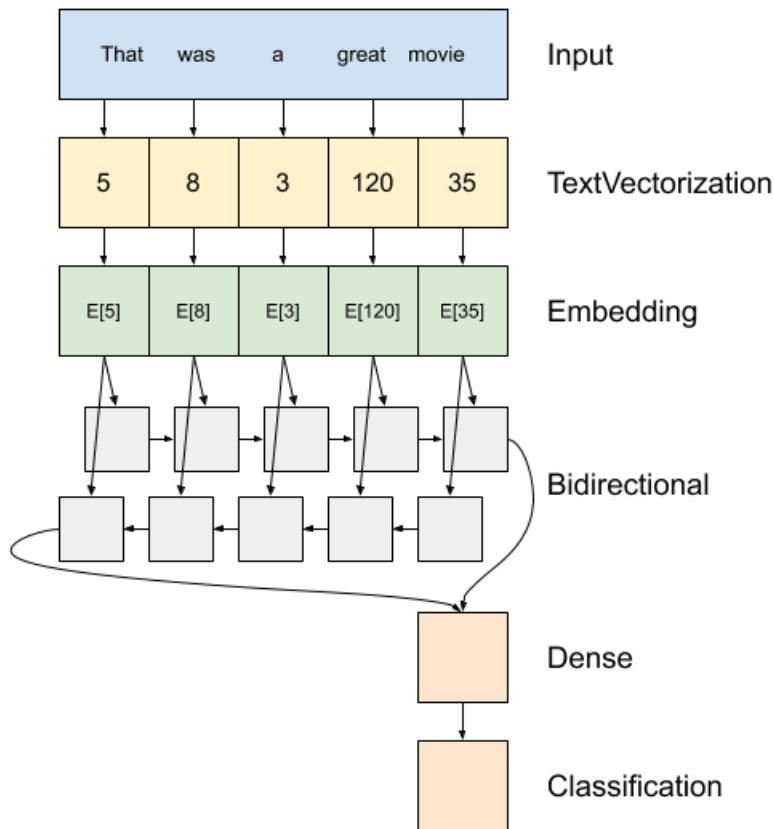 That was a great movie Input
5 8 3 120 35 TextVectorization
E[5] E[8] E[3] E[120] E[35] Embedding
Bidirectional
Dense
Classification